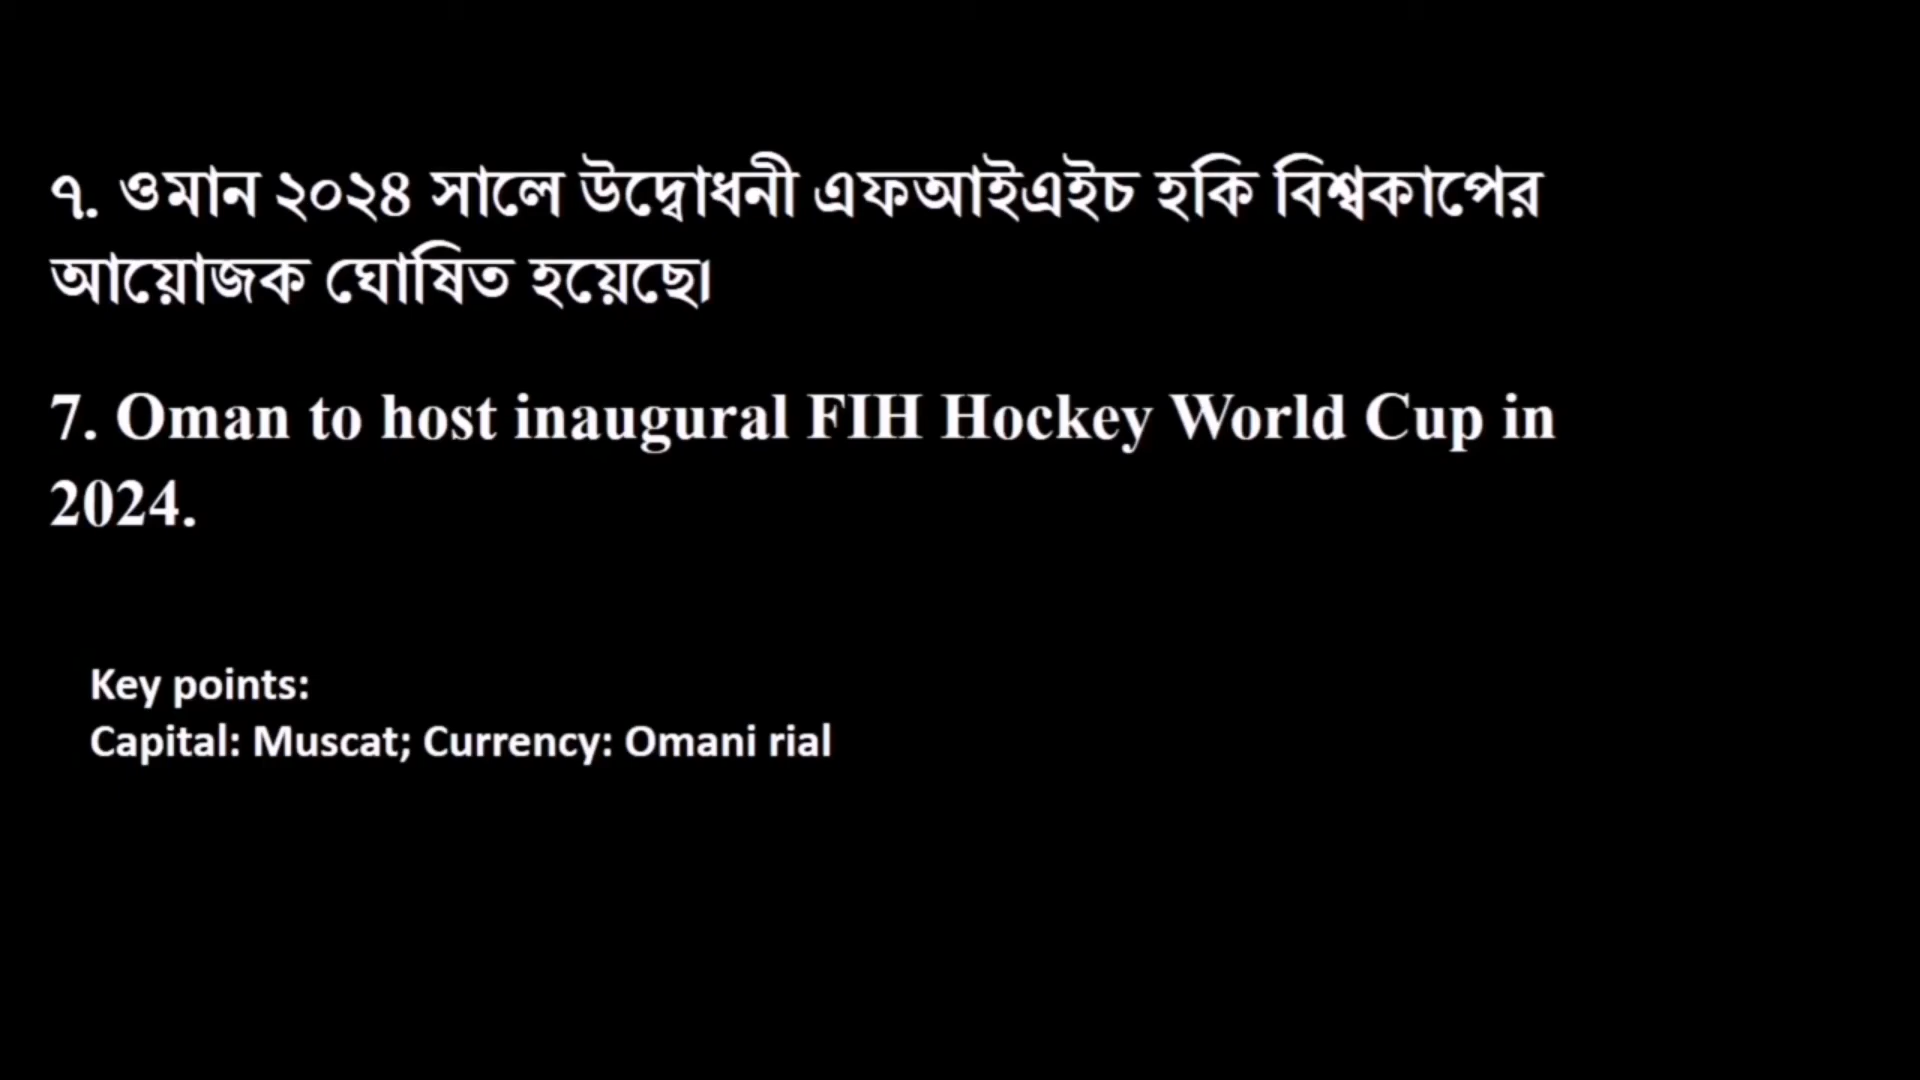 ৭. ওমান ২০২৪ সালে উদ্বোধনী এফআইএইচ হকি বিশ্বকাপের
আয়োজক ঘোষিত হয়েছে।
7. Oman to host inaugural FIH Hockey World Cup in
2024.
Key points:
Capital: Muscat; Currency: Omani rial